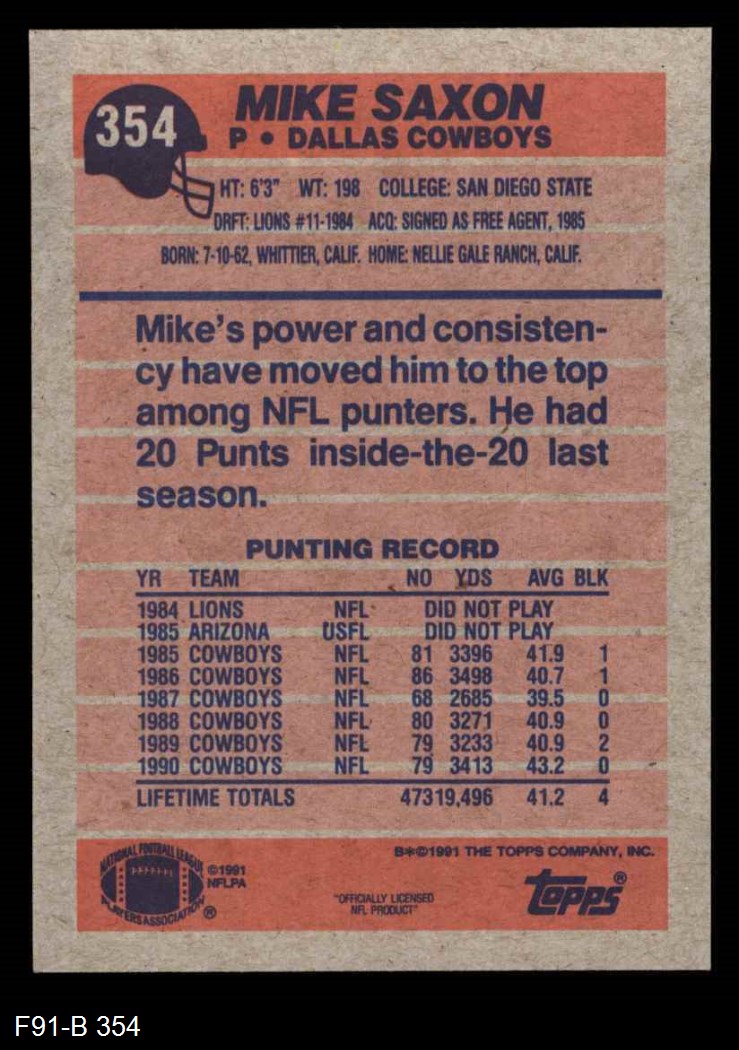 354
MIKE SAXON
P • DALLAS COWBOYS
HT: 6'3" WT: 198 COLLEGE: SAN DIEGO STATE
DRFT: LIONS #11-1984 ACQ: SIGNED AS FREE AGENT, 1985
BORN: 7-10-62, WHITTIER, CALIF. HOME: NELLIE GALE RANCH, CALIF.
Mike's power and consisten-
cy have moved him to the top
among NFL punters. He had
20 Punts inside-the-20 last
season.
PUNTING RECORD
YR TEAM NO YDS AVG BLK
1984 LIONS NFL DID NOT PLAY
1985 ARIZONA USFL DID NOT PLAY
1985 COWBOYS NFL 81 3396 41.9 1
1986 COWBOYS NFL 86 3498 40.7 1
1987 COWBOYS NFL 68 2685 39.5 0
1988 COWBOYS NFL 80 3271 40.9 0
1989 COWBOYS NFL 79 3233 40.9 2
1990 COWBOYS NFL 79 3413 43.2 0
LIFETIME TOTALS 473 19,496 41.2 4
B*©1991 THE TOPPS COMPANY, INC.
NATIONAL FOOTBALL LEAGUE
PLAYERS ASSOCIATION ®
©1991
NFLPA
"OFFICIALLY LICENSED
NFL PRODUCT"
topps®
F91-B 354